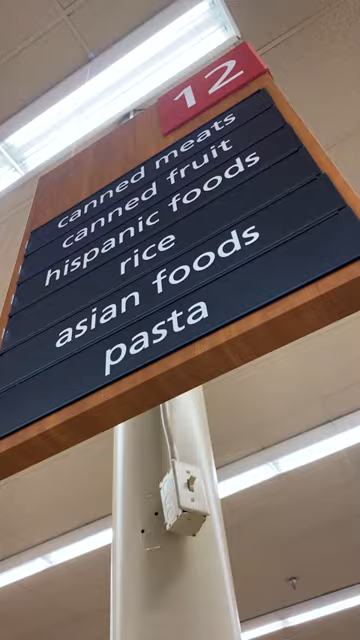 12
canned meats
canned fruit
hispanic foods
rice
asian foods
pasta